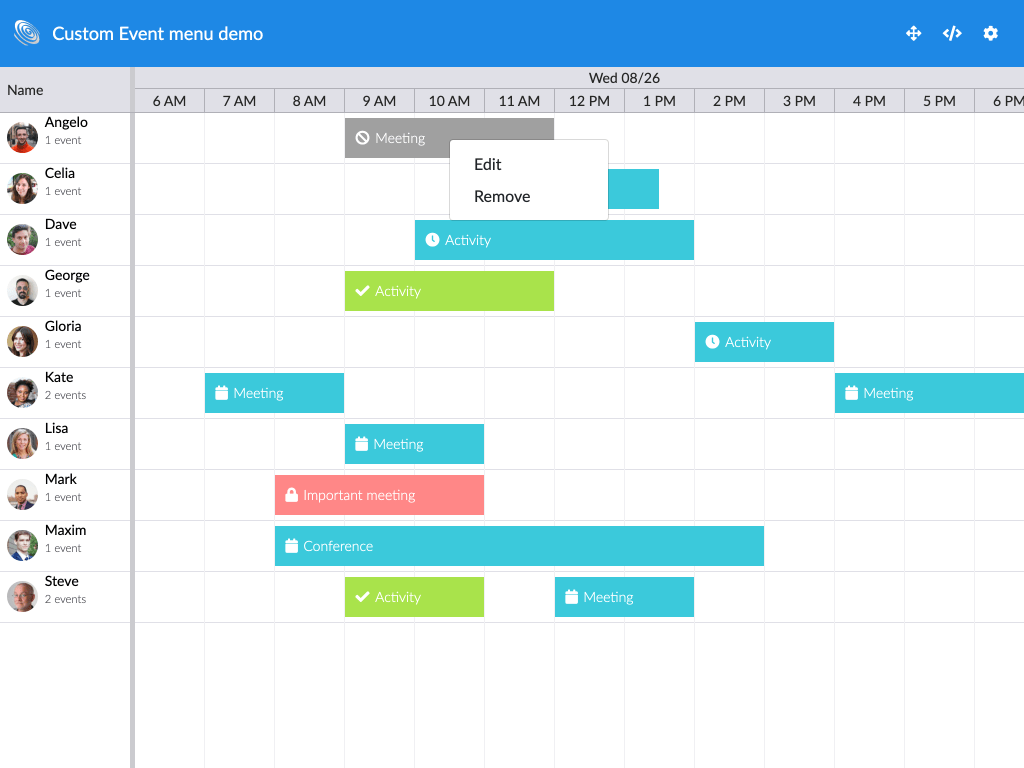 Custom Event menu demo
Name
Wed 08/26
6 AM 7 AM 8 AM 9 AM 10 AM 11 AM 12 PM 1 PM 2 PM 3 PM 4 PM 5 PM 6 PM
Angelo
1 event
Meeting
Edit
Remove
Celia
1 event
Dave
1 event
Activity
George
1 event
Activity
Gloria
1 event
Activity
Kate
2 events
Meeting Meeting
Lisa
1 event
Meeting
Mark
1 event
Important meeting
Maxim
1 event
Conference
Steve
2 events
Activity Meeting